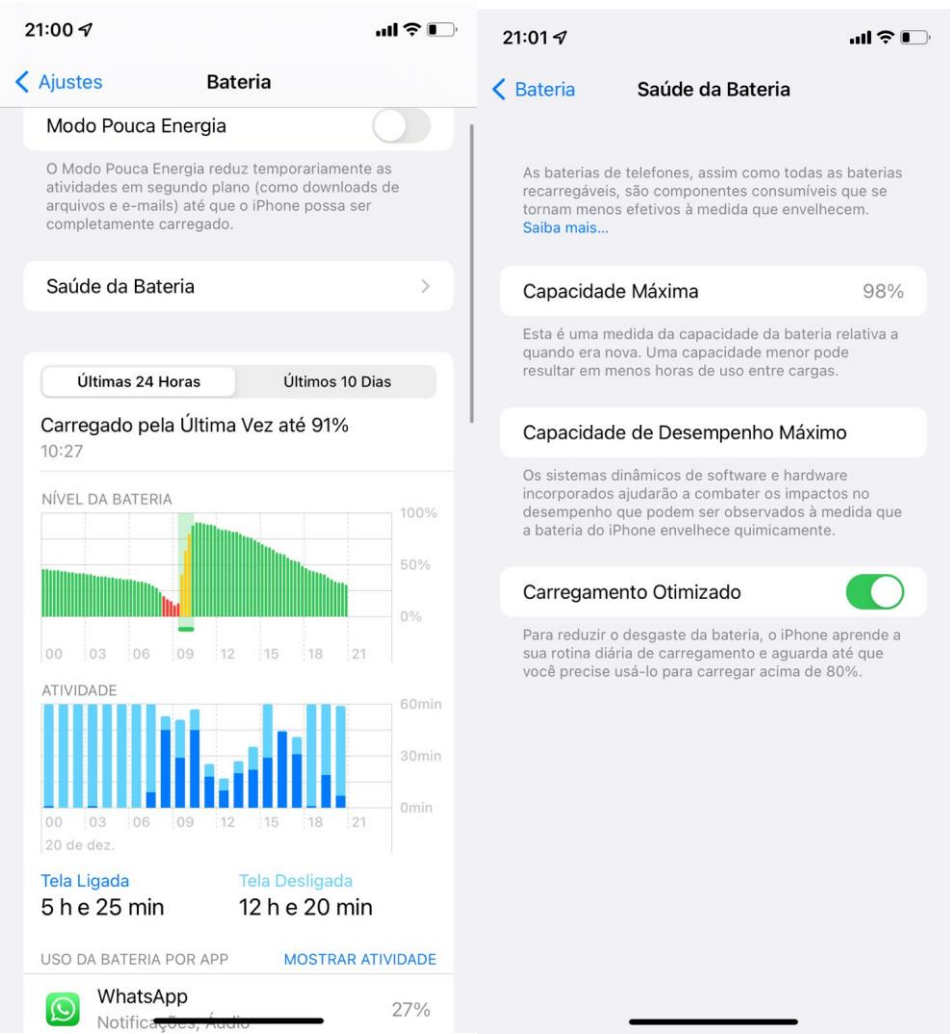 21:00
Ajustes
Bateria
Modo Pouca Energia
O Modo Pouca Energia reduz temporariamente as
atividades em segundo plano (como downloads de
arquivos e e-mails) até que o iPhone possa ser
completamente carregado.
Saúde da Bateria
Últimas 24 Horas
Últimos 10 Dias
Carregado pela Última Vez até 91%
10:27
NÍVEL DA BATERIA
100%
50%
0%
00 03 06 09 12 15 18 21
ATIVIDADE
60min
30min
0min
00 03 06 09 12 15 18 21
20 de dez.
Tela Ligada
5 h e 25 min
Tela Desligada
12 h e 20 min
USO DA BATERIA POR APP
MOSTRAR ATIVIDADE
WhatsApp
27%
Notificações, Áudio
21:01
Bateria
Saúde da Bateria
As baterias de telefones, assim como todas as baterias
recarregáveis, são componentes consumíveis que se
tornam menos efetivos à medida que envelhecem.
Saiba mais...
Capacidade Máxima
98%
Esta é uma medida da capacidade da bateria relativa a
quando era nova. Uma capacidade menor pode
resultar em menos horas de uso entre cargas.
Capacidade de Desempenho Máximo
Os sistemas dinâmicos de software e hardware
incorporados ajudarão a combater os impactos no
desempenho que podem ser observados à medida que
a bateria do iPhone envelhece quimicamente.
Carregamento Otimizado
Para reduzir o desgaste da bateria, o iPhone aprende a
sua rotina diária de carregamento e aguarda até que
você precise usá-lo para carregar acima de 80%.